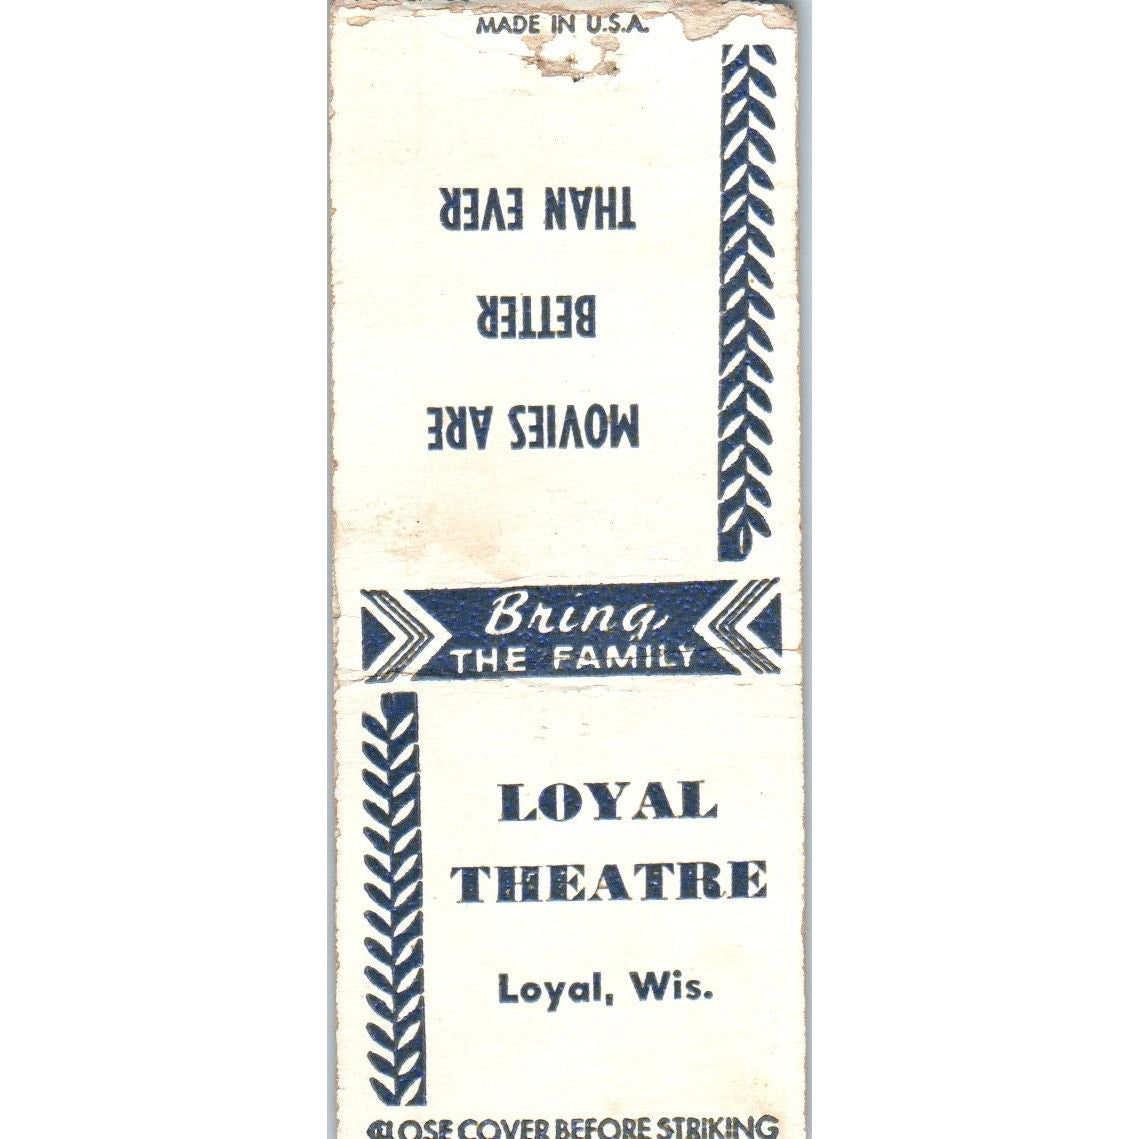 MADE IN U.S.A.
MOVIES ARE
BETTER
THAN EVER
Bring
THE FAMILY
LOYAL
THEATRE
Loyal, Wis.
CLOSE COVER BEFORE STRIKING